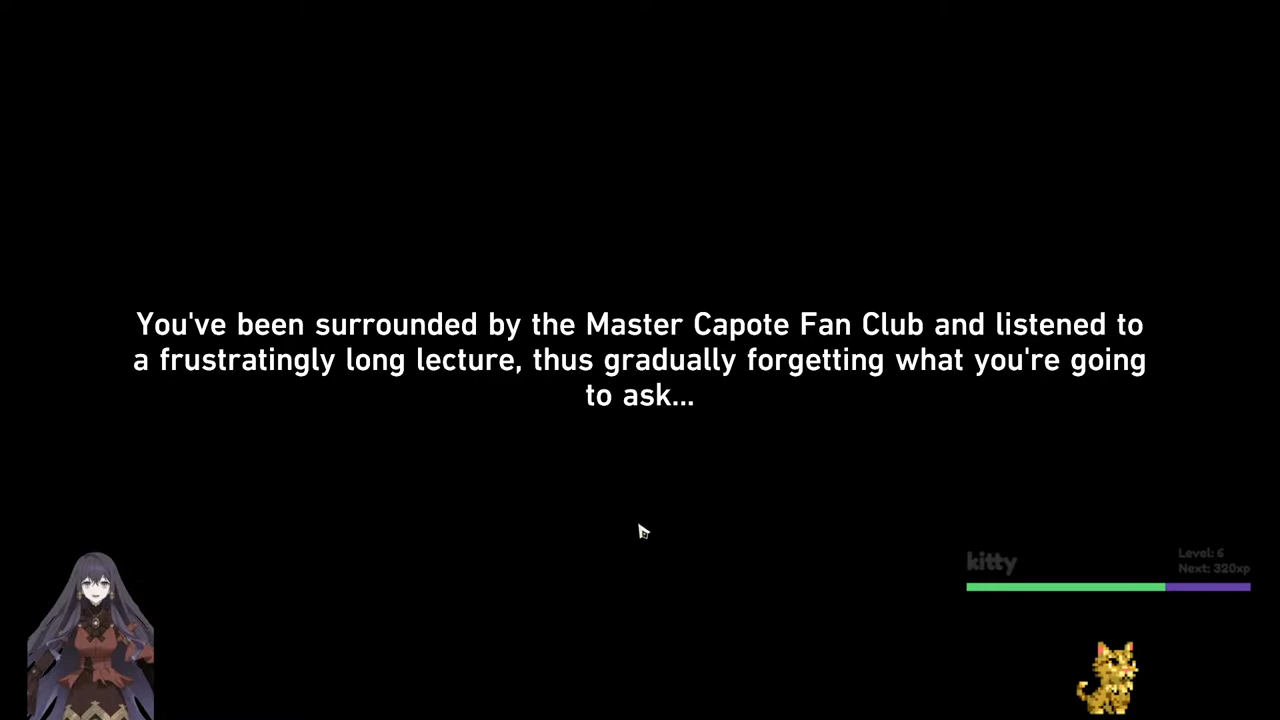 You've been surrounded by the Master Capote Fan Club and listened to
a frustratingly long lecture, thus gradually forgetting what you're going
to ask...
kitty
Level: 6
Next: 320xp